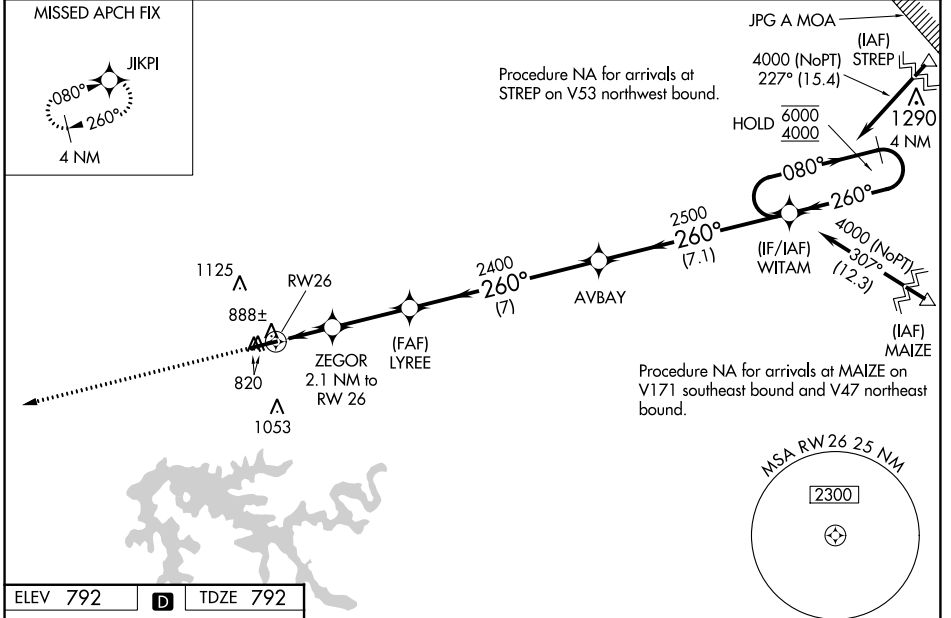 MISSED APCH FIX
JIKPI
080°
260°
4 NM
JPG A MOA
(IAF)
STREP
4000 (NoPT)
227° (15.4)
1290
4 NM
Procedure NA for arrivals at
STREP on V53 northwest bound.
HOLD 6000
4000
080°
260°
2500
260°
(7.1)
(IF/IAF)
WITAM
4000 (NoPT)
307°
(12.3)
(IAF)
MAIZE
2400
260°
(7)
AVBAY
1125
RW26
888±
820
ZEGOR
2.1 NM to
RW 26
(FAF)
LYREE
1053
Procedure NA for arrivals at MAIZE on
V171 southeast bound and V47 northeast
bound.
MSA RW 26 25 NM
2300
ELEV 792 D TDZE 792